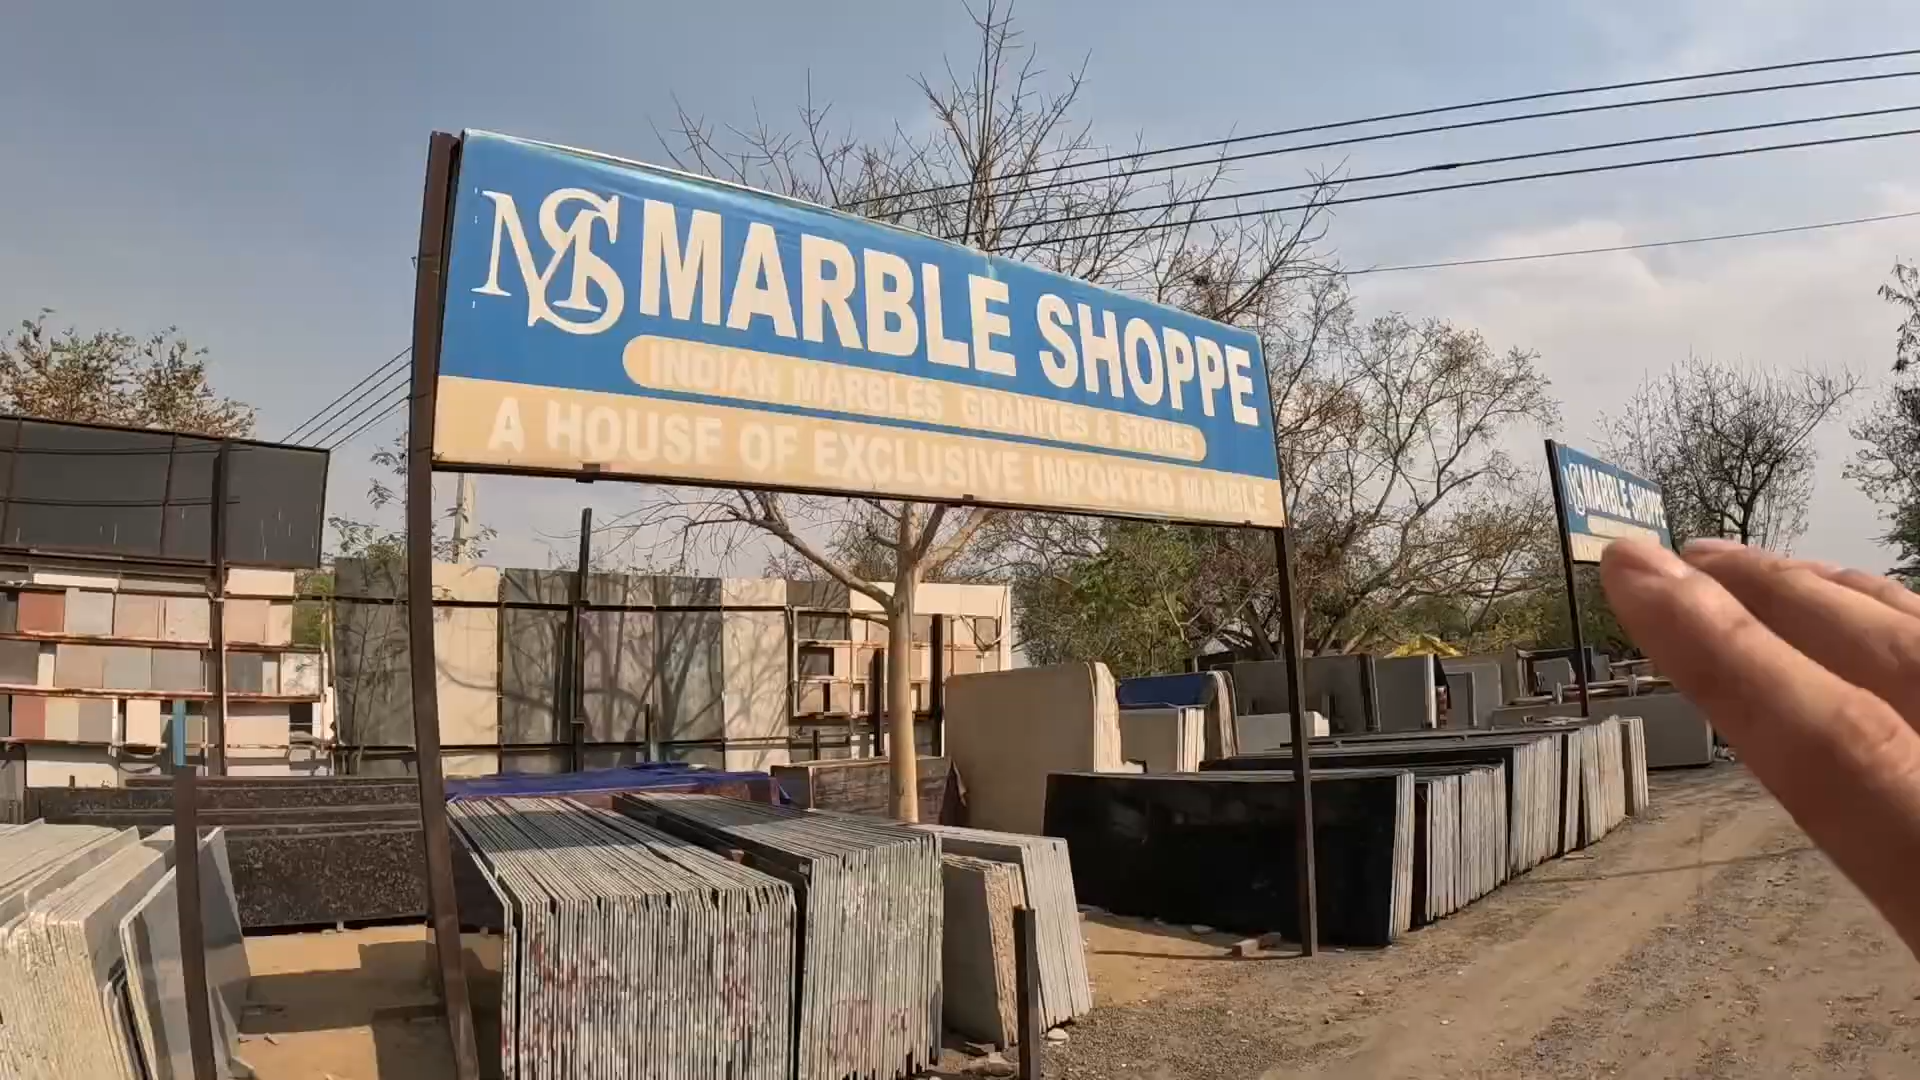 MS MARBLE SHOPPE
INDIAN MARBLES GRANITES & STONES
A HOUSE OF EXCLUSIVE IMPORTED MARBLE
MS MARBLE SHOPPE